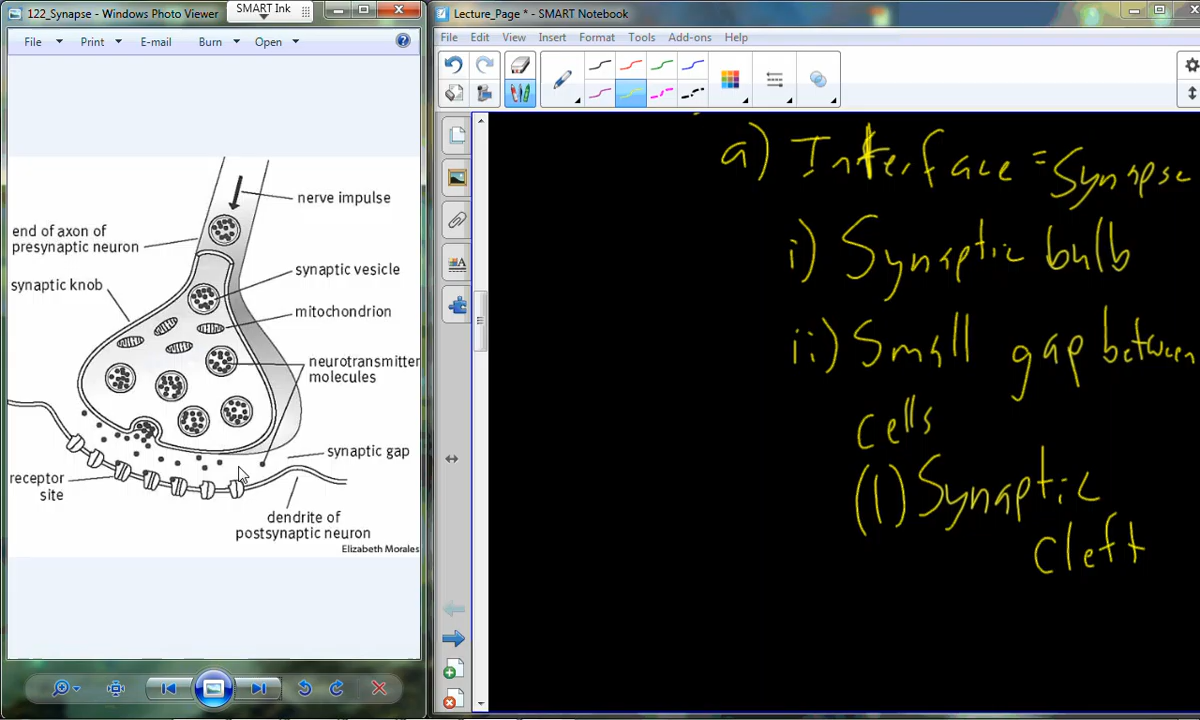 122_Synapse - Windows Photo Viewer
SMART Ink
File Print E-mail Burn Open
nerve impulse
end of axon of
presynaptic neuron
synaptic vesicle
synaptic knob
mitochondrion
neurotransmitter
molecules
synaptic gap
receptor
site
dendrite of
postsynaptic neuron
Elizabeth Morales
Lecture_Page * - SMART Notebook
File Edit View Insert Format Tools Add-ons Help
a) Interface = Synapse
i) Synaptic bulb
ii) Small gap between
cells
(1) Synaptic
cleft